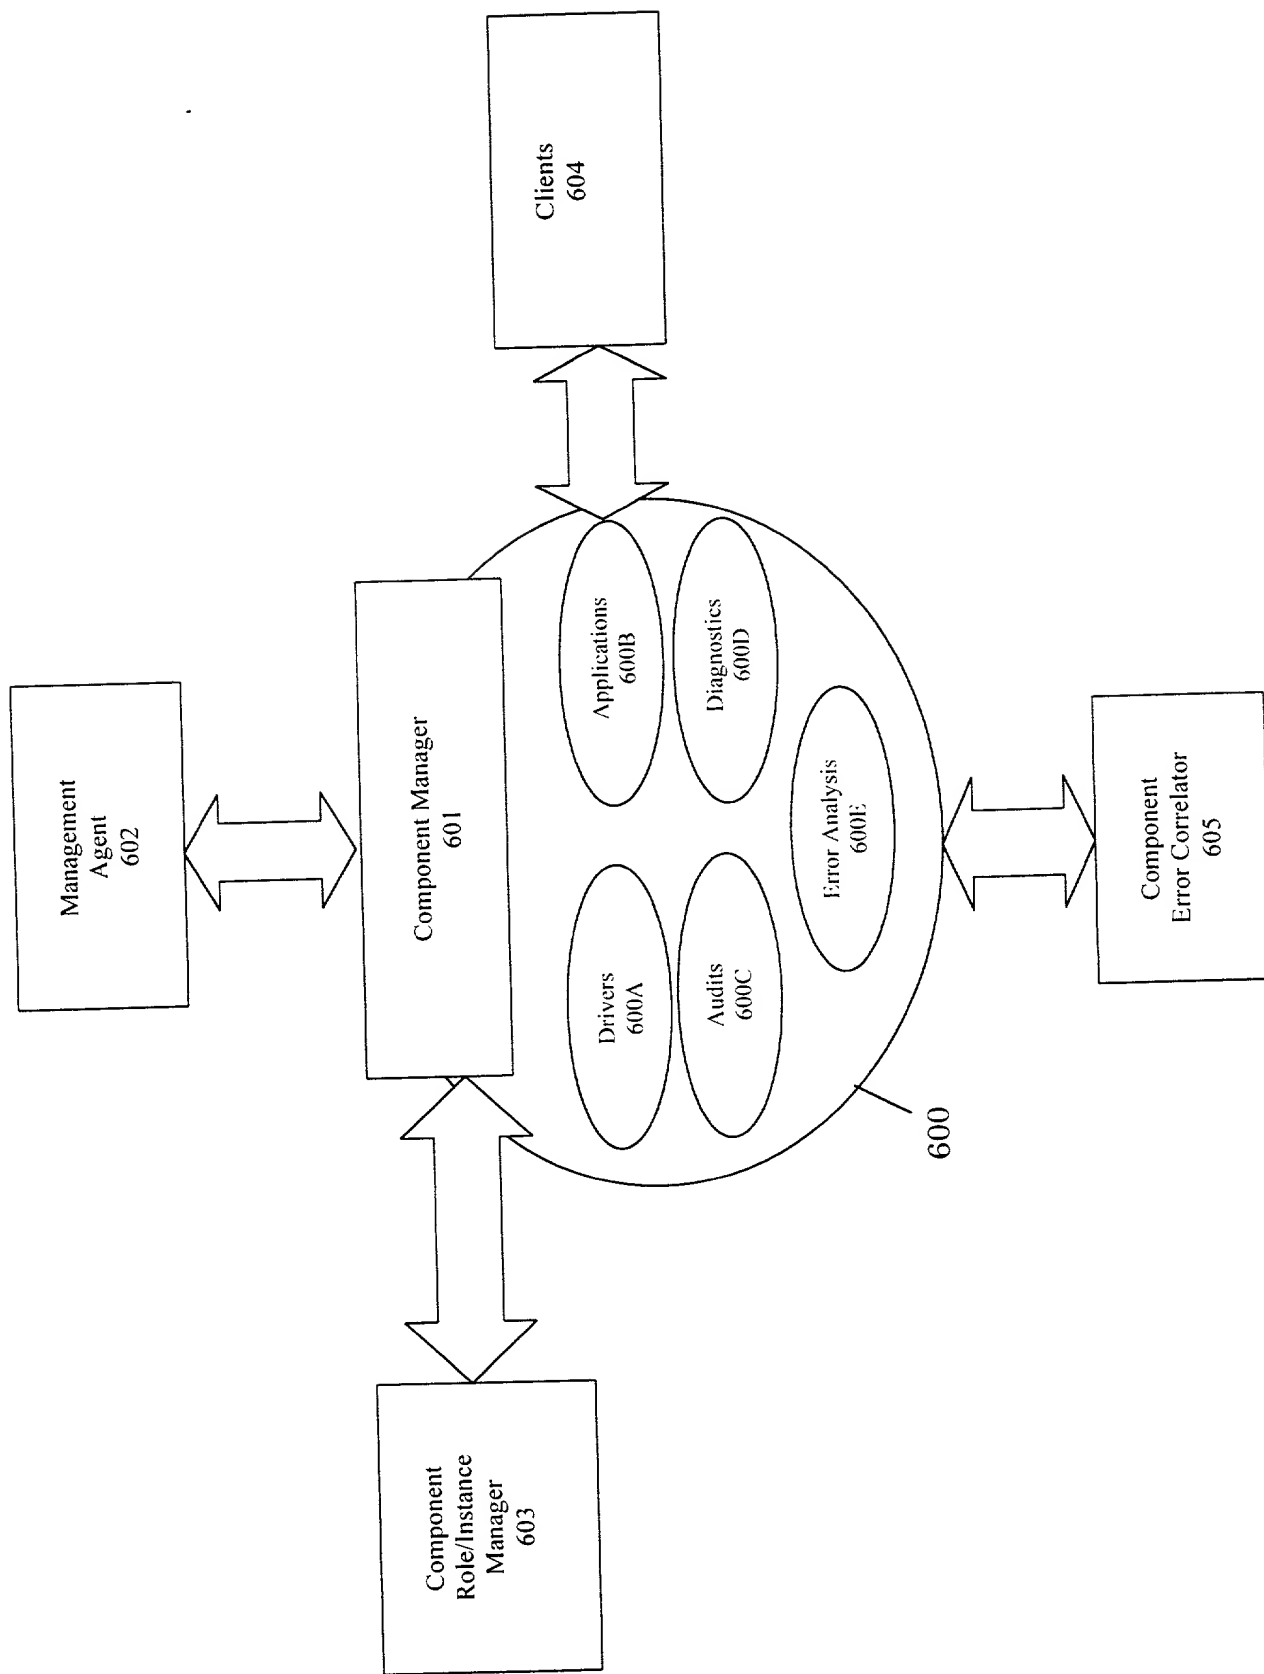 Management
Agent
602
Component
Role/Instance
Manager
603
Component Manager
601
Clients
604
Drivers
600A
Applications
600B
Audits
600C
Diagnostics
600D
Error Analysis
600E
600
Component
Error Correlator
605